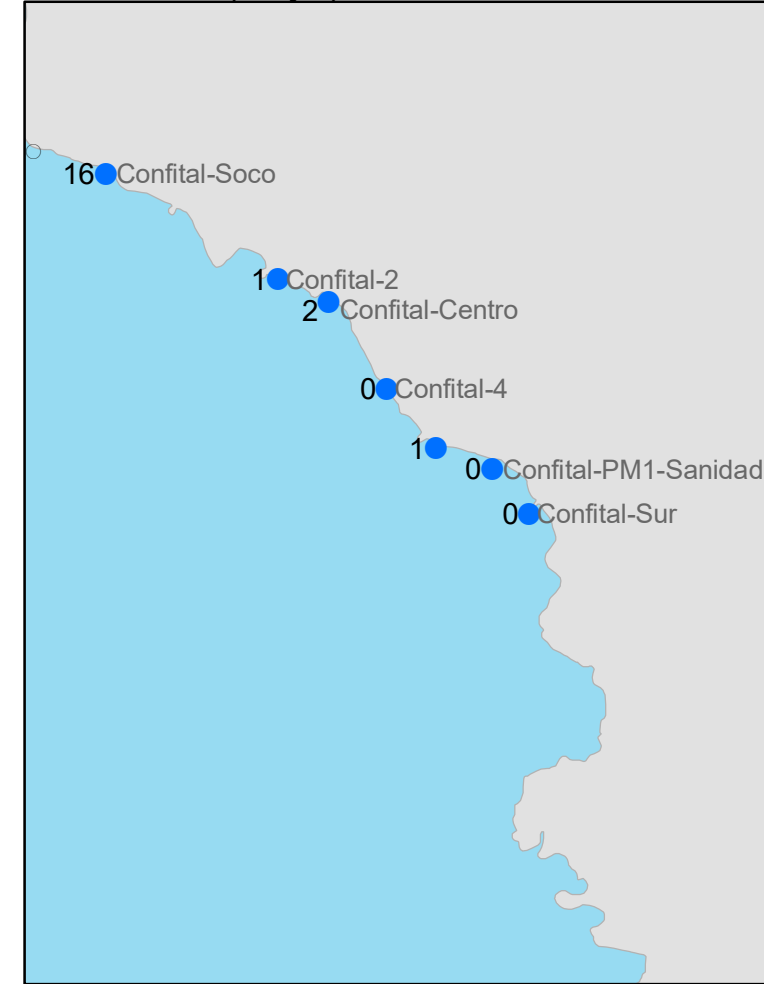 16 Confital-Soco
1 Confital-2
2 Confital-Centro
0 Confital-4
1
0 Confital-PM1-Sanidad
0 Confital-Sur